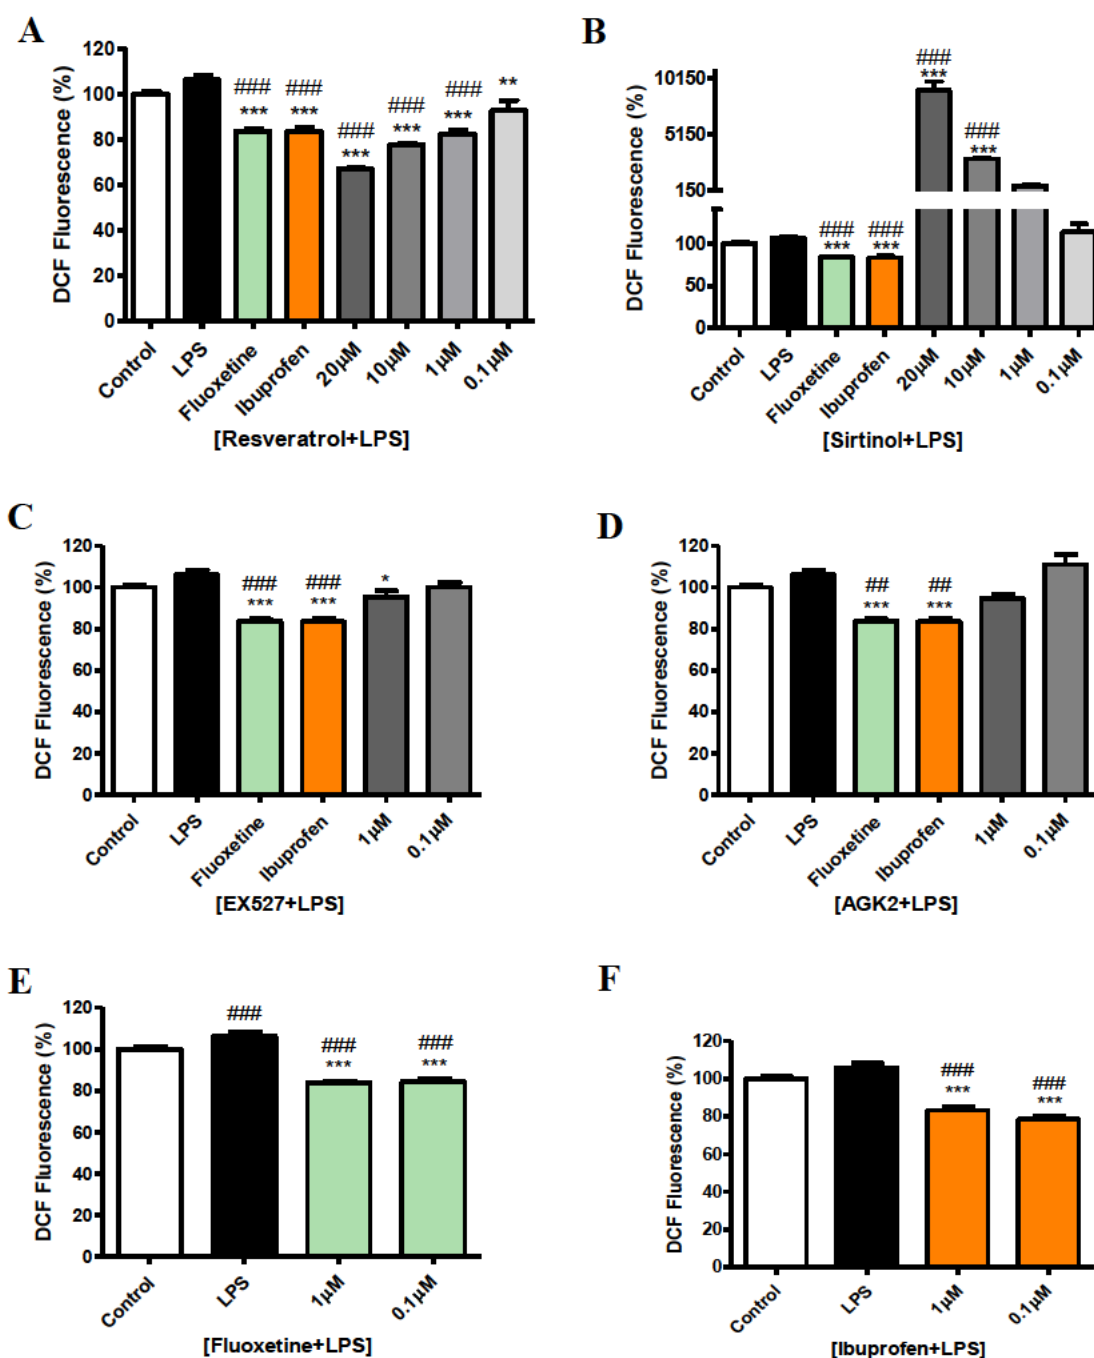 A
DCF Fluorescence (%)
120
100
80
60
40
20
0
###
***
###
***
###
***
###
***
###
***
**
Control
LPS
Fluoxetine
Ibuprofen
20µM
10µM
1µM
0.1µM
[Resveratrol+LPS]
B
DCF Fluorescence (%)
10150
5150
150
100
50
0
###
***
###
***
###
***
###
***
Control
LPS
Fluoxetine
Ibuprofen
20µM
10µM
1µM
0.1µM
[Sirtinol+LPS]
C
DCF Fluorescence (%)
120
100
80
60
40
20
0
###
***
###
***
*
Control
LPS
Fluoxetine
Ibuprofen
1µM
0.1µM
[EX527+LPS]
D
DCF Fluorescence (%)
120
100
80
60
40
20
0
##
***
##
***
Control
LPS
Fluoxetine
Ibuprofen
1µM
0.1µM
[AGK2+LPS]
E
DCF Fluorescence (%)
120
100
80
60
40
20
0
###
###
***
###
***
Control
LPS
1µM
0.1µM
[Fluoxetine+LPS]
F
DCF Fluorescence (%)
120
100
80
60
40
20
0
###
***
###
***
Control
LPS
1µM
0.1µM
[Ibuprofen+LPS]